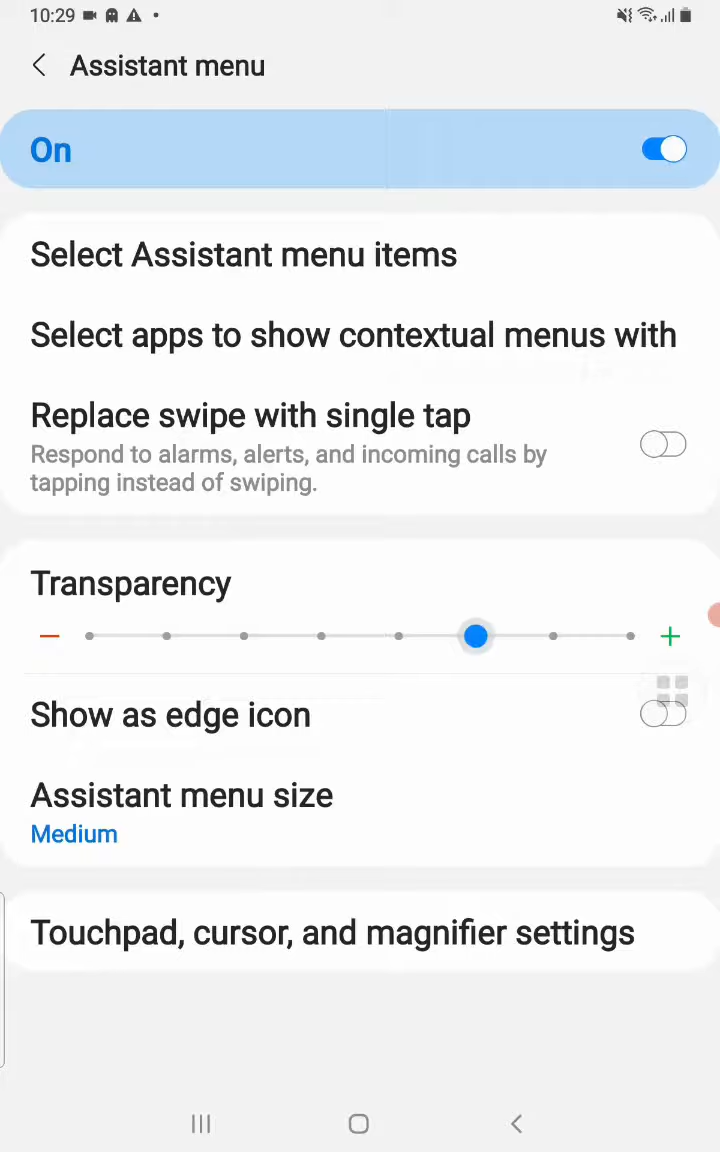 10:29
Assistant menu
On
Select Assistant menu items
Select apps to show contextual menus with
Replace swipe with single tap
Respond to alarms, alerts, and incoming calls by
tapping instead of swiping.
Transparency
Show as edge icon
Assistant menu size
Medium
Touchpad, cursor, and magnifier settings